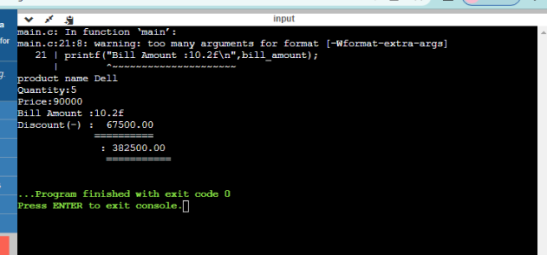 input
main.c: In function ‘main’:
main.c:21:8: warning: too many arguments for format [-Wformat-extra-args]
21 | printf("Bill Amount :10.2f\n",bill_amount);
| ^~~~~~~~~~~~~~~~~~~~~~~
product name Dell
Quantity:5
Price:90000
Bill Amount :10.2f
Discount(-) : 67500.00
==========
: 382500.00
===========
...Program finished with exit code 0
Press ENTER to exit console.